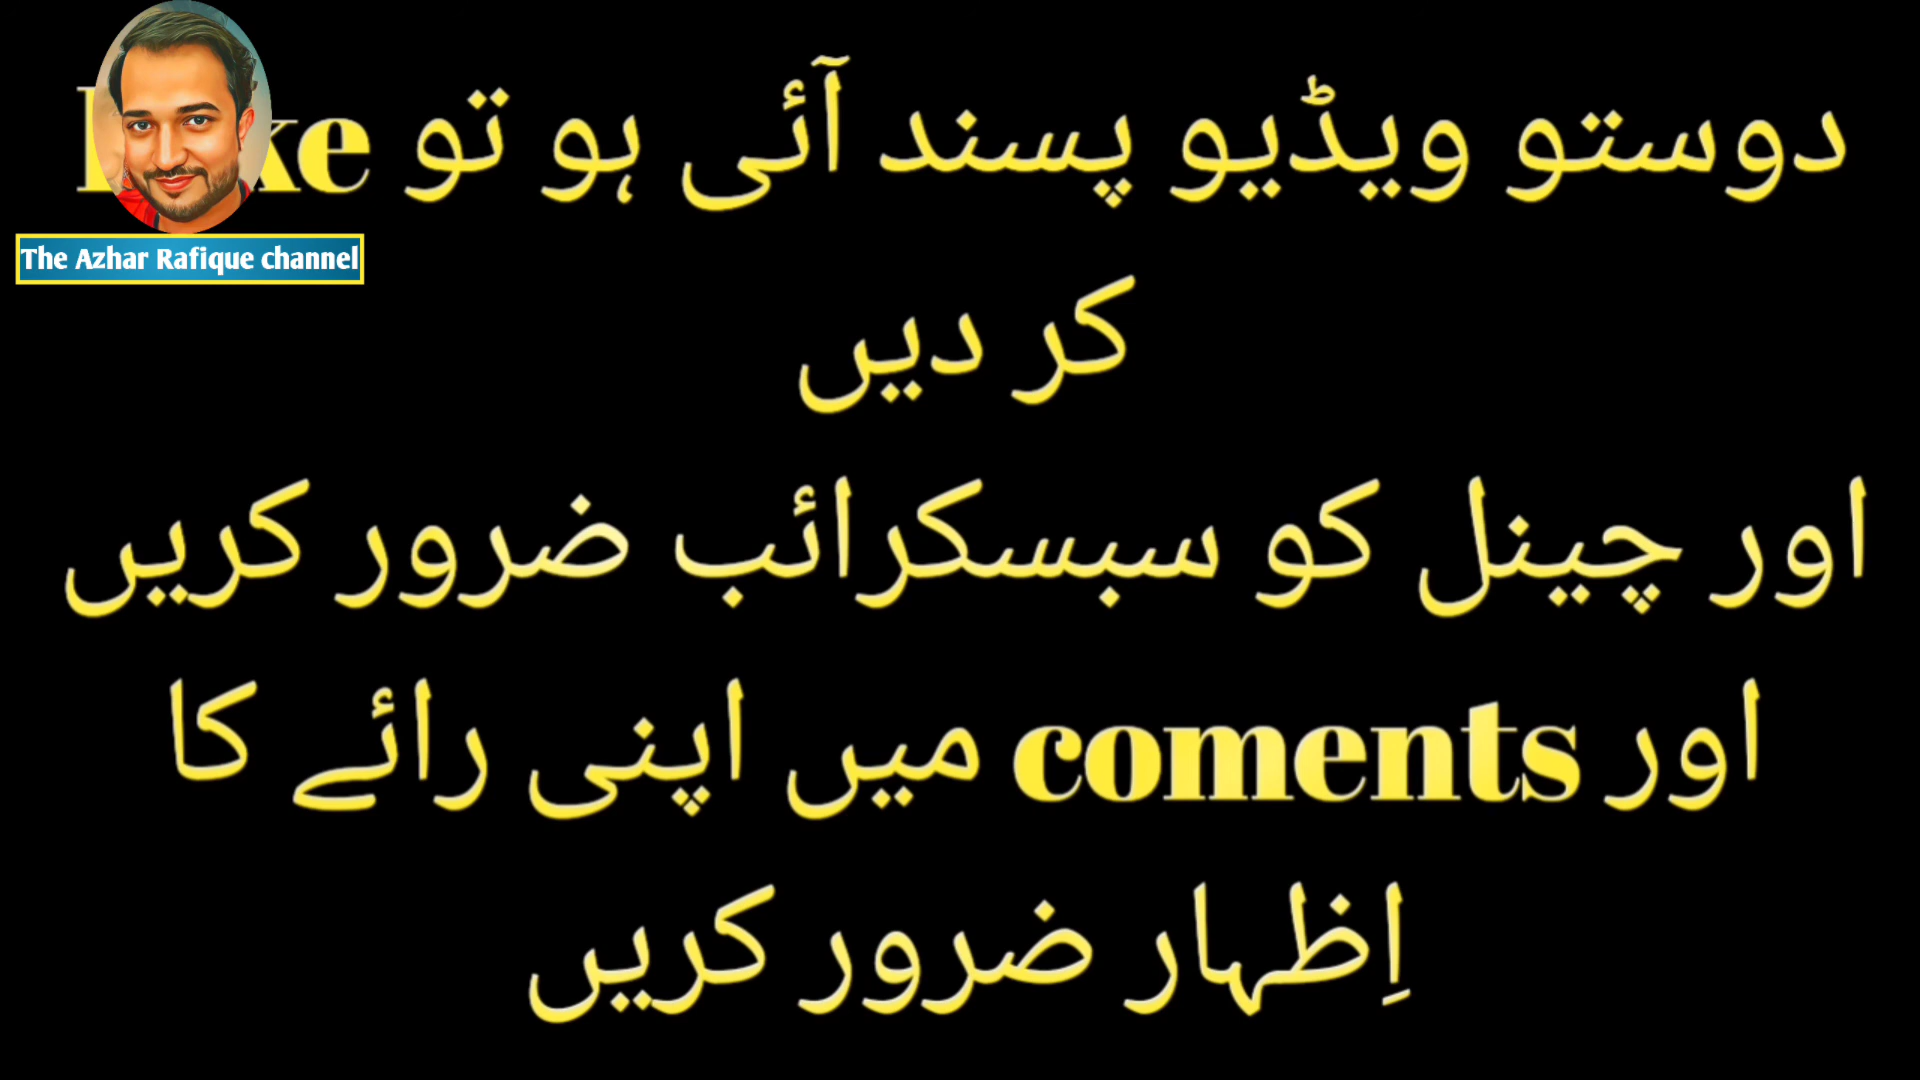 دوستو ویڈیو پسند آئی ہو تو
کر دیں
اور چینل کو سبسکرائب ضرور کریں
اور coments میں اپنی رائے کا
اِظہار ضرور کریں
The Azhar Rafique channel